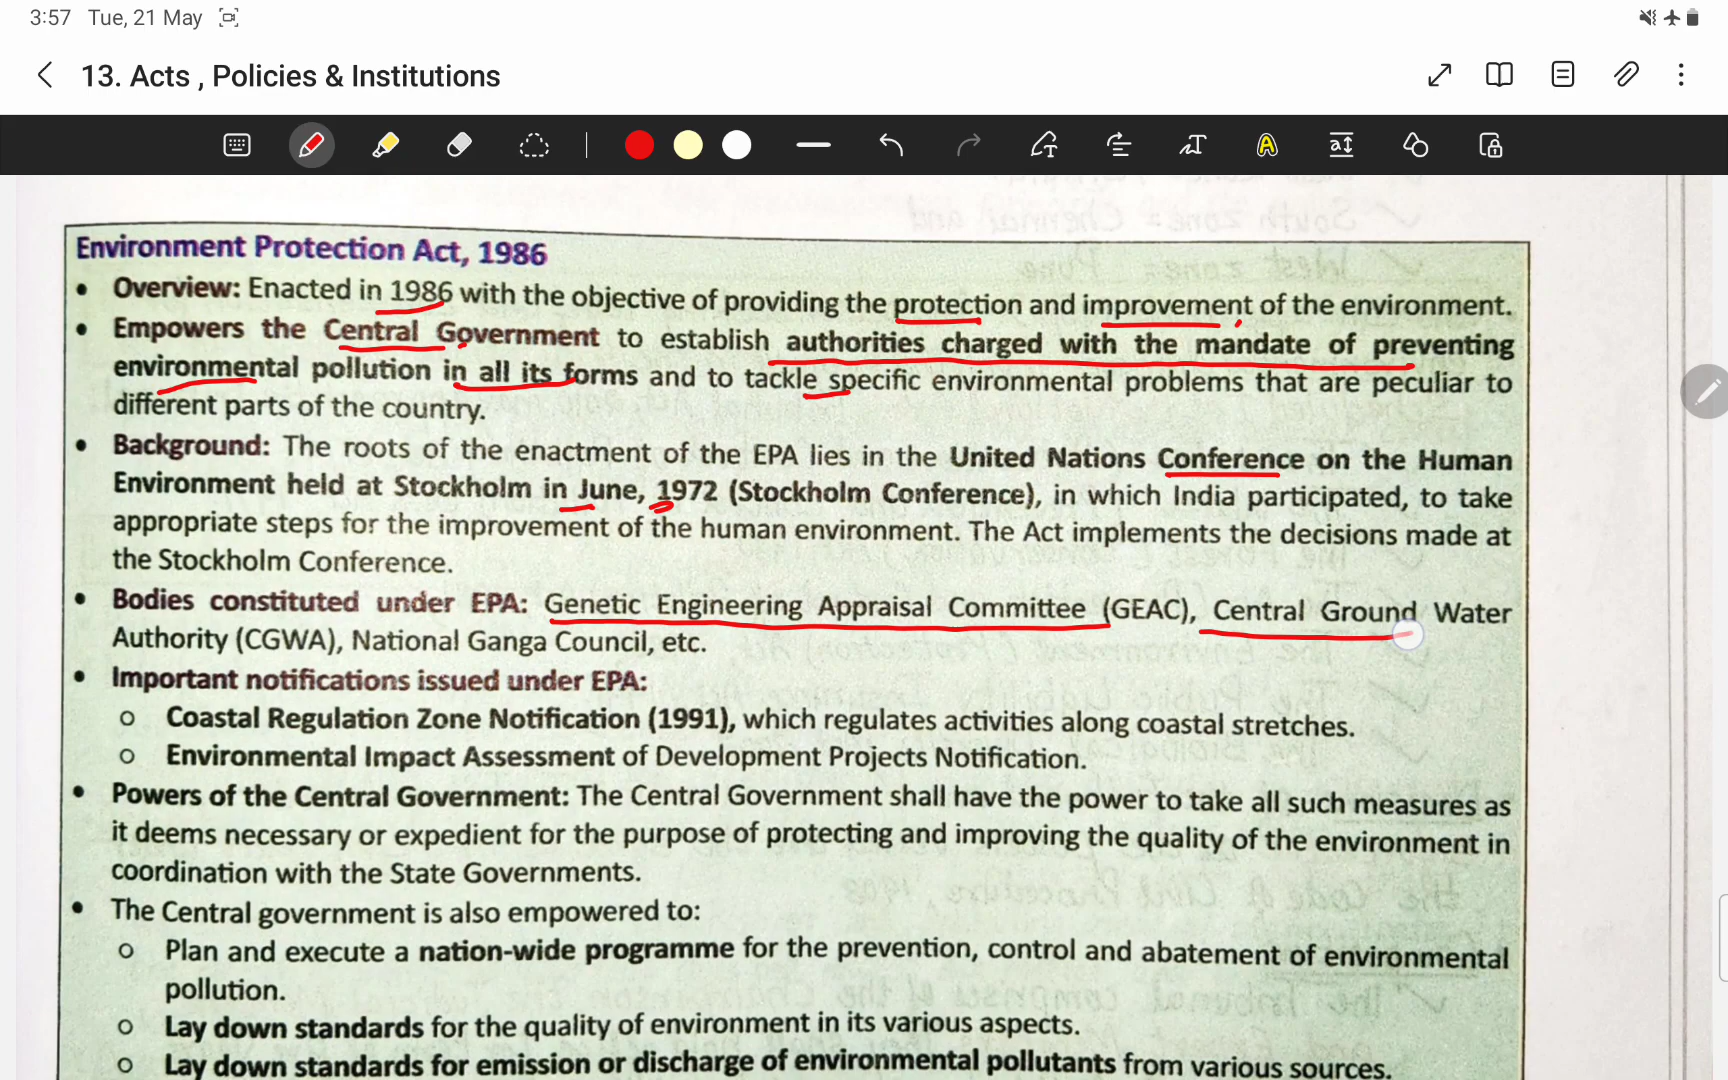 3:57 Tue, 21 May
13. Acts , Policies & Institutions
Environment Protection Act, 1986
• Overview: Enacted in 1986 with the objective of providing the protection and improvement of the environment.
• Empowers the Central Government to establish authorities charged with the mandate of preventing
environmental pollution in all its forms and to tackle specific environmental problems that are peculiar to
different parts of the country.
• Background: The roots of the enactment of the EPA lies in the United Nations Conference on the Human
Environment held at Stockholm in June, 1972 (Stockholm Conference), in which India participated, to take
appropriate steps for the improvement of the human environment. The Act implements the decisions made at
the Stockholm Conference.
• Bodies constituted under EPA: Genetic Engineering Appraisal Committee (GEAC), Central Ground Water
Authority (CGWA), National Ganga Council, etc.
• Important notifications issued under EPA:
o Coastal Regulation Zone Notification (1991), which regulates activities along coastal stretches.
o Environmental Impact Assessment of Development Projects Notification.
• Powers of the Central Government: The Central Government shall have the power to take all such measures as
it deems necessary or expedient for the purpose of protecting and improving the quality of the environment in
coordination with the State Governments.
• The Central government is also empowered to:
o Plan and execute a nation-wide programme for the prevention, control and abatement of environmental
pollution.
o Lay down standards for the quality of environment in its various aspects.
o Lay down standards for emission or discharge of environmental pollutants from various sources.